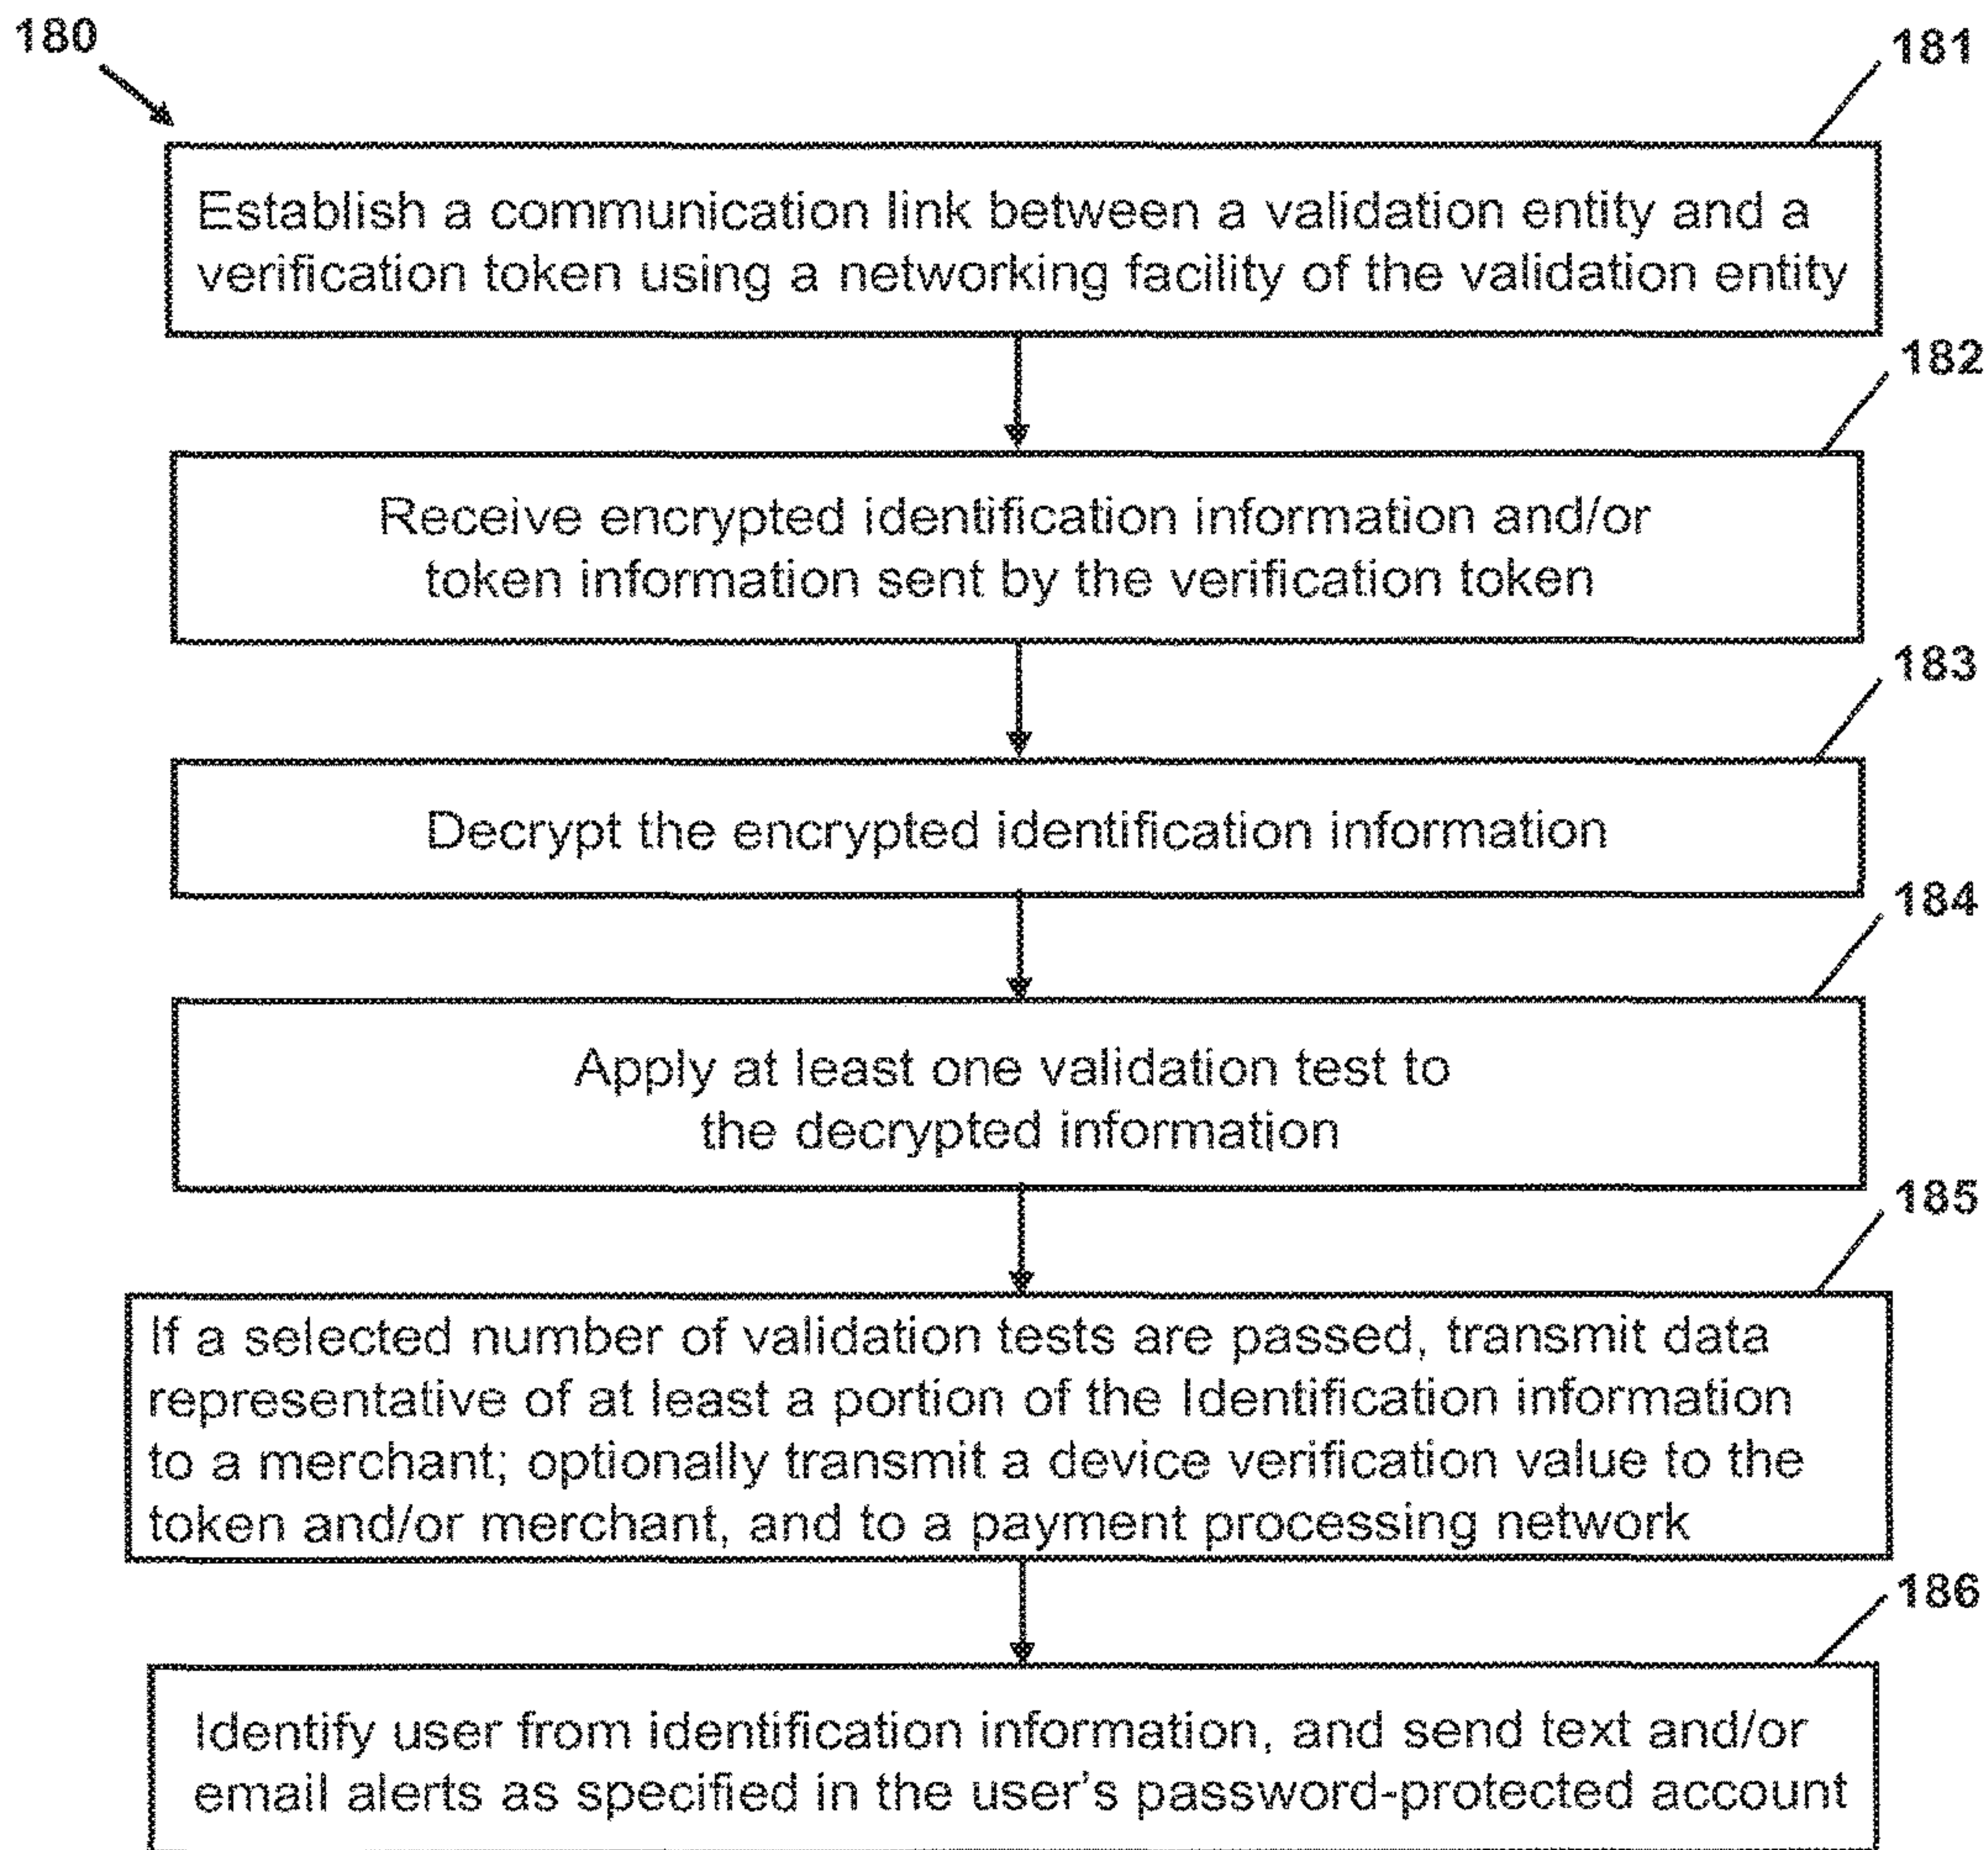 180
181
Establish a communication link between a validation entity and a
verification token using a networking facility of the validation entity
182
Receive encrypted identification information and/or
token information sent by the verification token
183
Decrypt the encrypted identification information
184
Apply at least one validation test to
the decrypted information
185
If a selected number of validation tests are passed, transmit data
representative of at least a portion of the Identification information
to a merchant; optionally transmit a device verification value to the
token and/or merchant, and to a payment processing network
186
Identify user from identification information, and send text and/or
email alerts as specified in the user's password-protected account